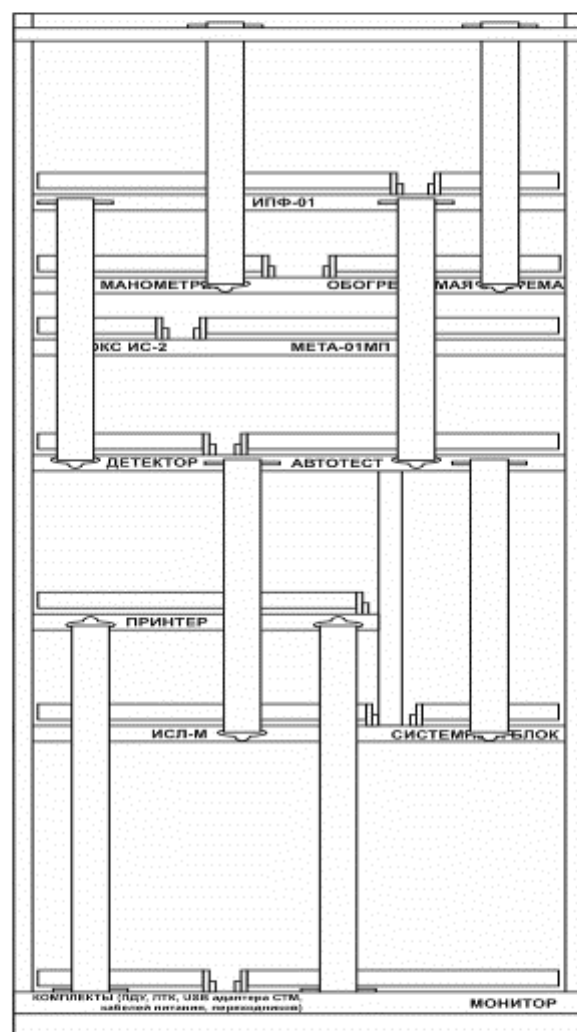 ИПФ-01
МАНОМЕТР ОБОГРЕ МАЯ ЕМА
ОКС ИС-2 МЕТА-01МП
ДЕТЕКТОР АВТОТЕСТ
ПРИНТЕР
ИСЛ-М СИСТЕМ БЛОК
КОМПЛЕКТЫ (ПДУ, ПТК, USB адаптера СТМ,
кабелей питания, переходников)
МОНИТОР